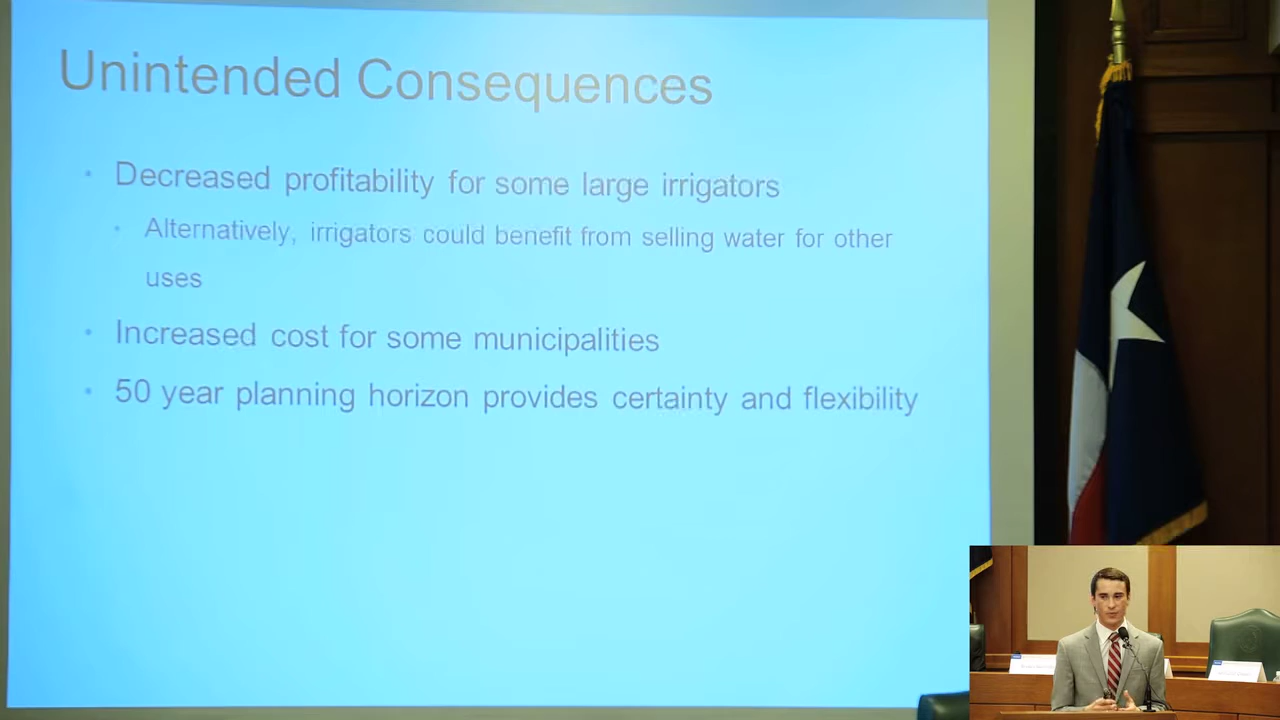 Unintended Consequences
Decreased profitability for some large irrigators
Alternatively, irrigators could benefit from selling water for other
uses
Increased cost for some municipalities
50 year planning horizon provides certainty and flexibility